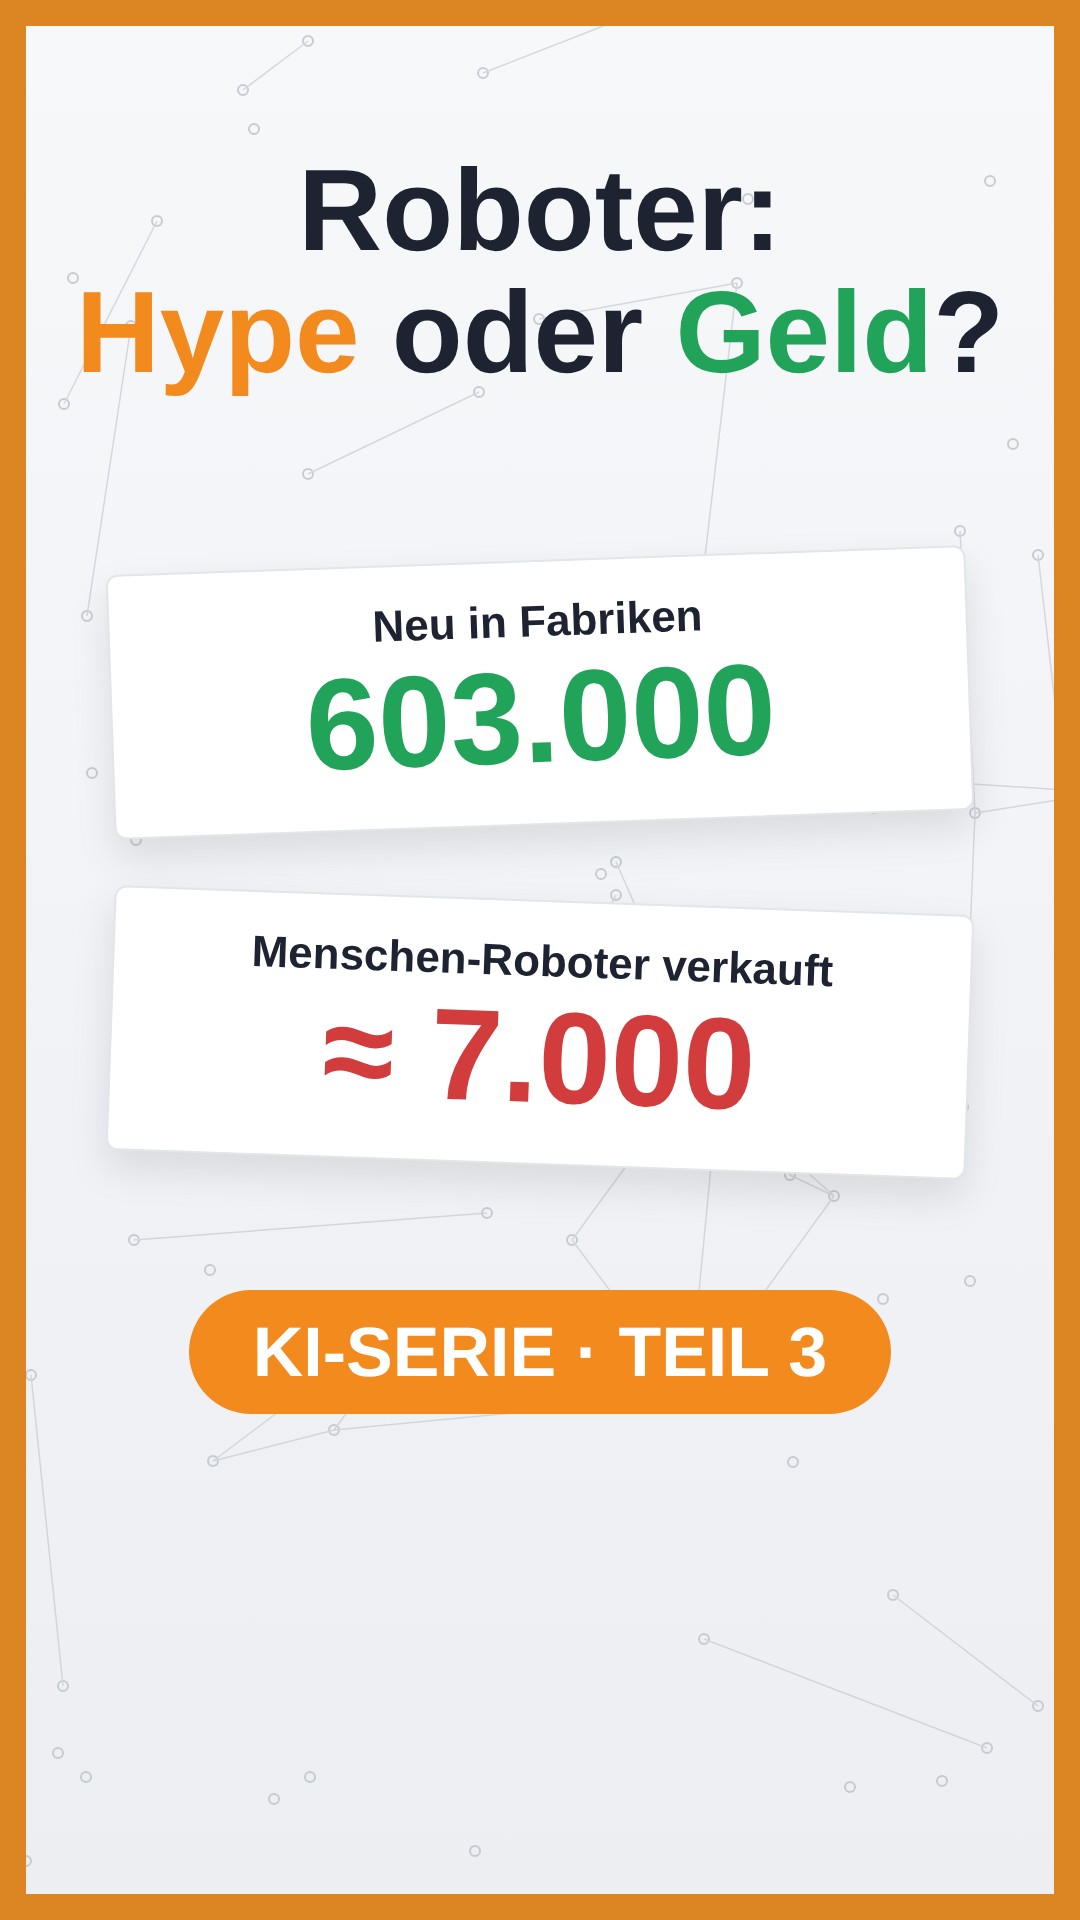 Roboter:
Hype oder Geld?
Neu in Fabriken
603.000
Menschen-Roboter verkauft
≈ 7.000
KI-SERIE · TEIL 3